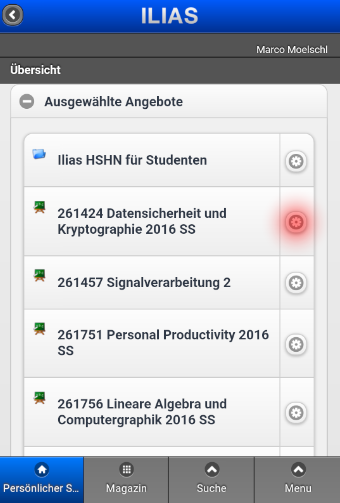 ILIAS
Marco Moelschl
Übersicht
Ausgewählte Angebote
Ilias HSHN für Studenten
261424 Datensicherheit und
Kryptographie 2016 SS
261457 Signalverarbeitung 2
261751 Personal Productivity 2016
SS
261756 Lineare Algebra und
Computergraphik 2016 SS
Persönlicher S...
Magazin
Suche
Menu